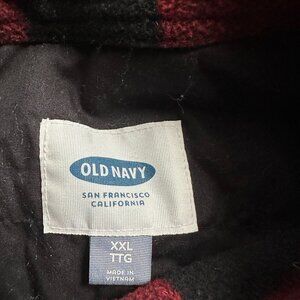 OLD NAVY
SAN FRANCISCO
CALIFORNIA
XXL
TTG
MADE IN
VIETNAM